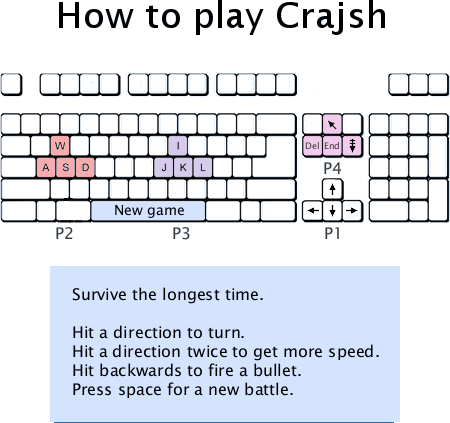 How to play Crajsh
W
I
Del End
A S D
J K L
P4
New game
P2
P3
P1
Survive the longest time.
Hit a direction to turn.
Hit a direction twice to get more speed.
Hit backwards to fire a bullet.
Press space for a new battle.